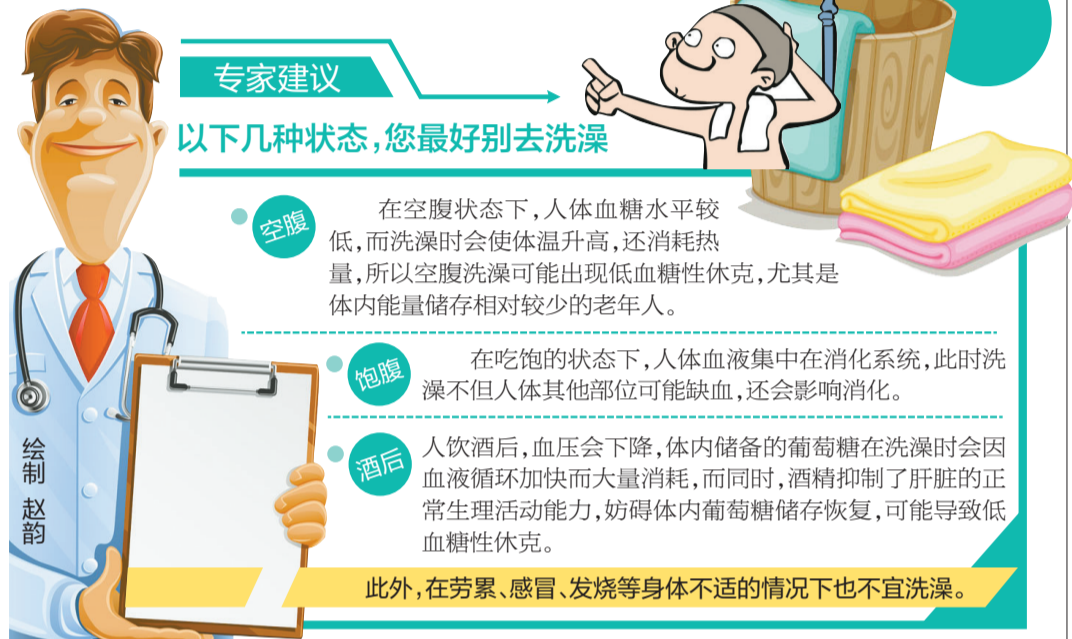 专家建议
以下几种状态,您最好别去洗澡
空腹
在空腹状态下,人体血糖水平较
低,而洗澡时会使体温升高,还消耗热
量,所以空腹洗澡可能出现低血糖性休克,尤其是
体内能量储存相对较少的老年人。
饱腹
在吃饱的状态下,人体血液集中在消化系统,此时洗
澡不但人体其他部位可能缺血,还会影响消化。
酒后
人饮酒后,血压会下降,体内储备的葡萄糖在洗澡时会因
血液循环加快而大量消耗,而同时,酒精抑制了肝脏的正
常生理活动能力,妨碍体内葡萄糖储存恢复,可能导致低
血糖性休克。
此外,在劳累、感冒、发烧等身体不适的情况下也不宜洗澡。
绘制 赵韵